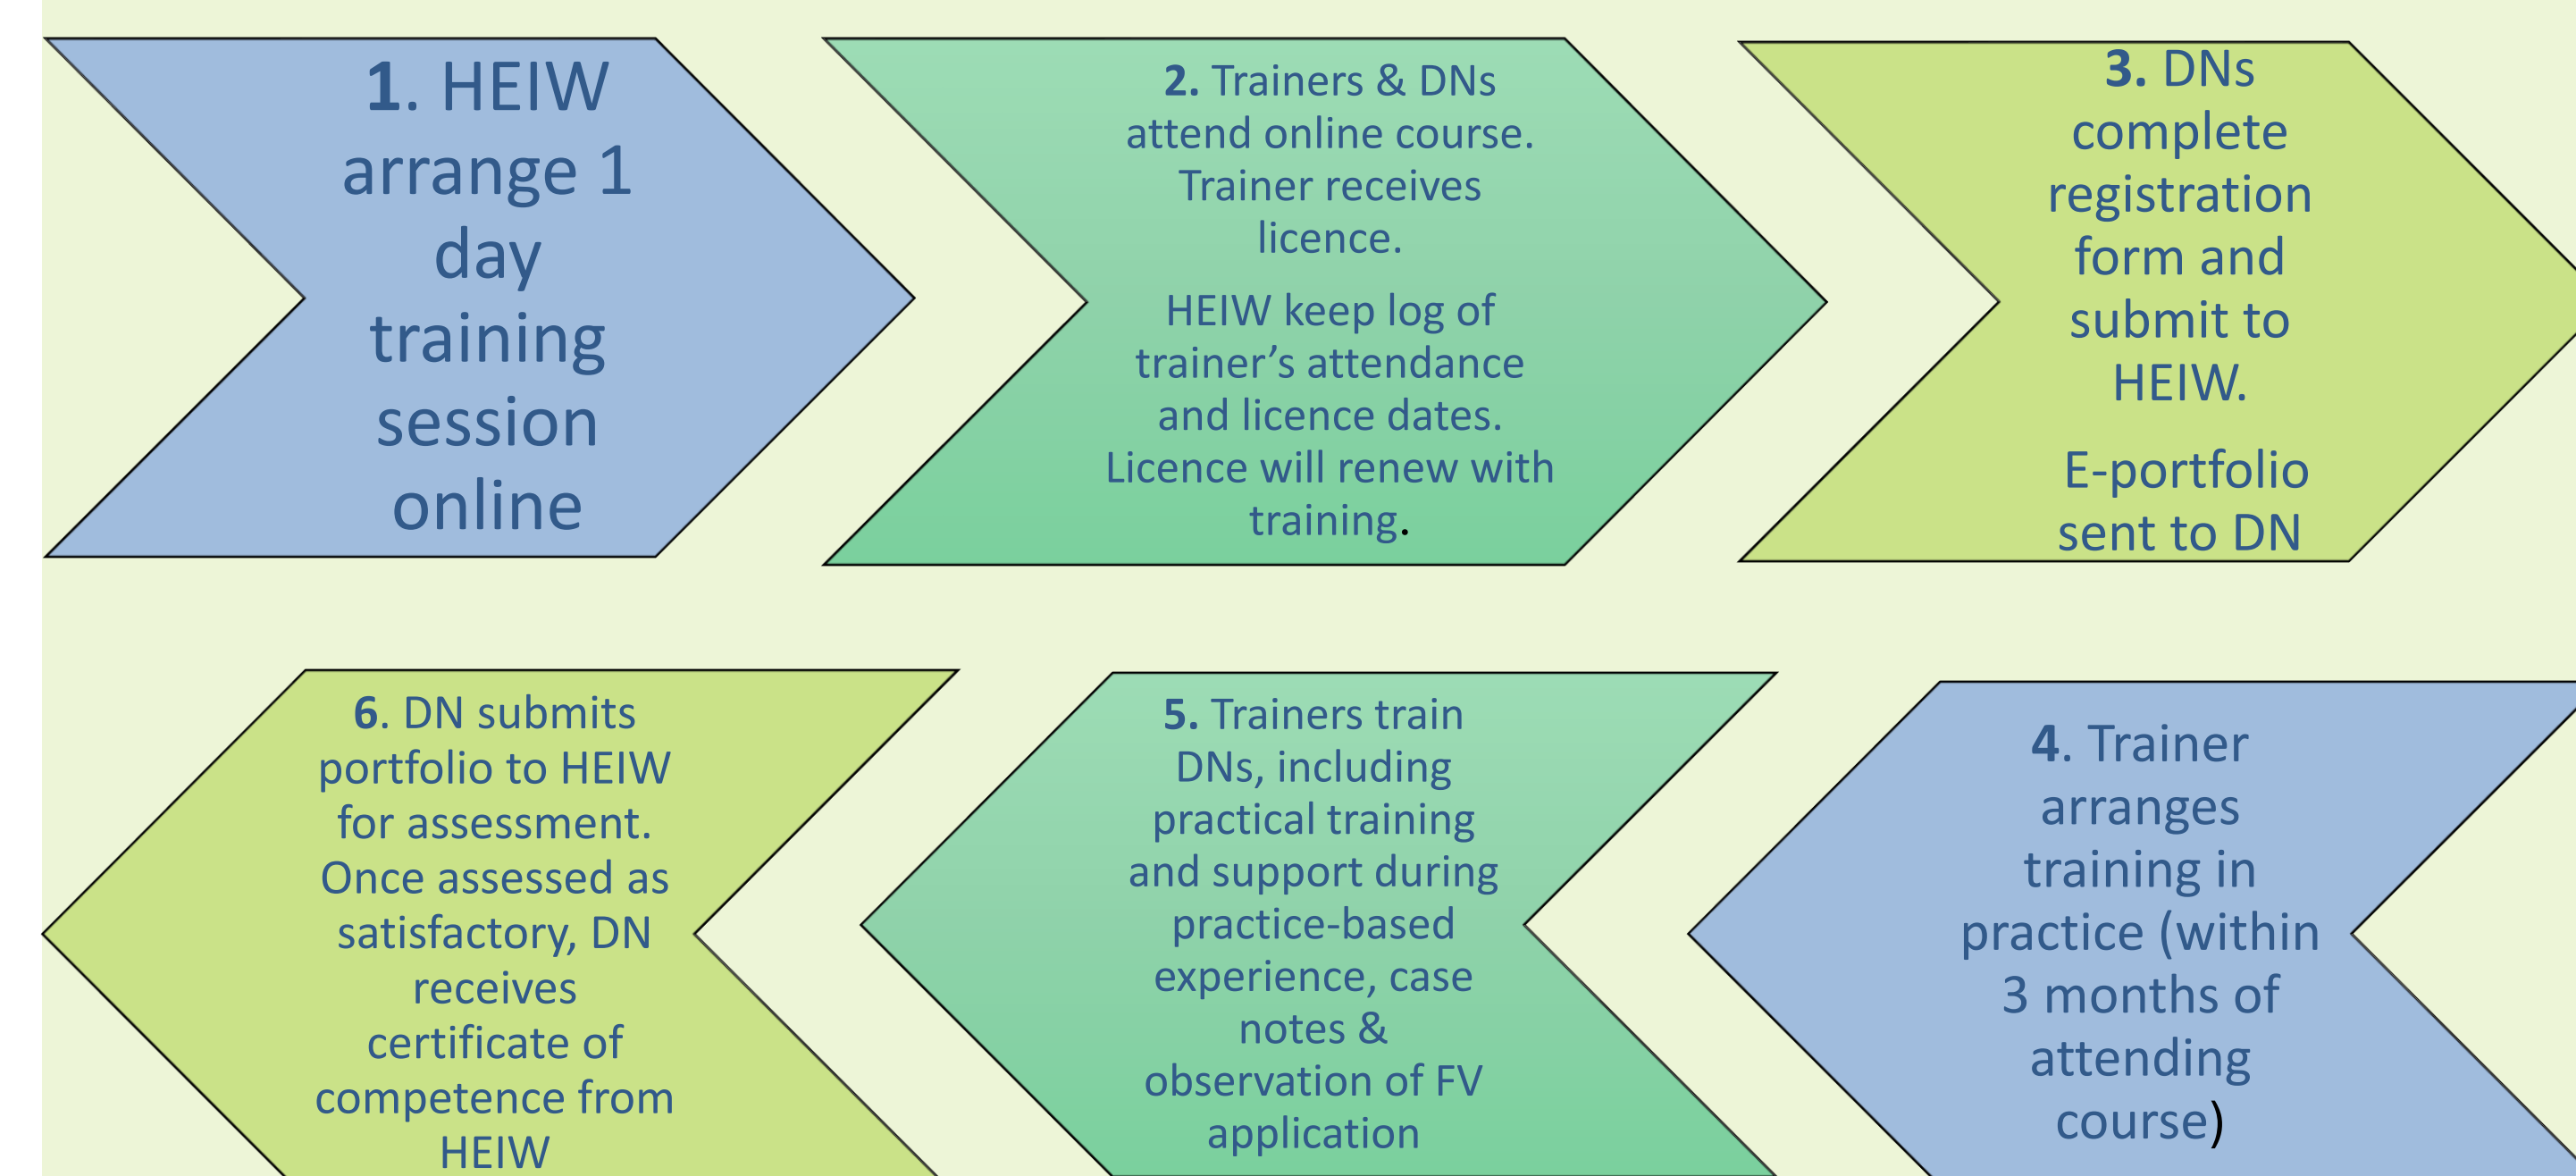 1. HEIW
arrange 1
day
training
session
online
2. Trainers & DNs
attend online course.
Trainer receives
licence.
HEIW keep log of
trainer’s attendance
and licence dates.
Licence will renew with
training.
3. DNs
complete
registration
form and
submit to
HEIW.
E-portfolio
sent to DN
4. Trainer
arranges
training in
practice (within
3 months of
attending
course)
5. Trainers train
DNs, including
practical training
and support during
practice-based
experience, case
notes &
observation of FV
application
6. DN submits
portfolio to HEIW
for assessment.
Once assessed as
satisfactory, DN
receives
certificate of
competence from
HEIW